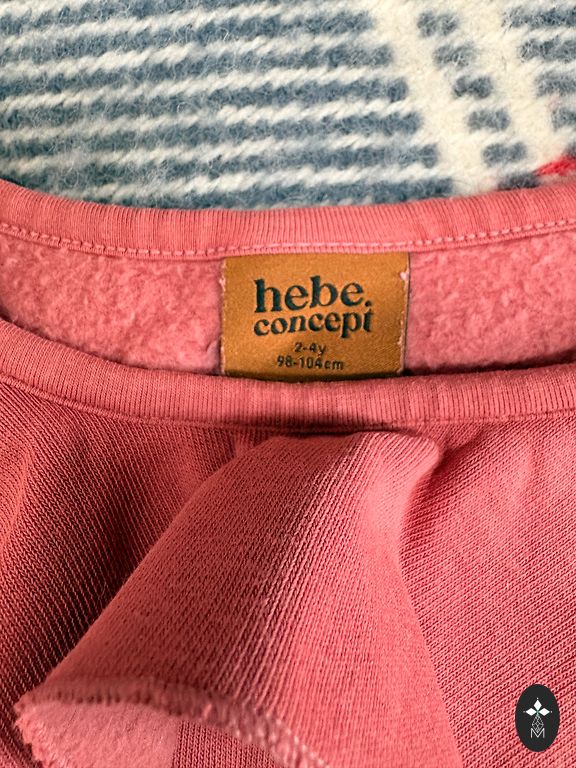 hebe.
concept
2-4y
98-104cm
M